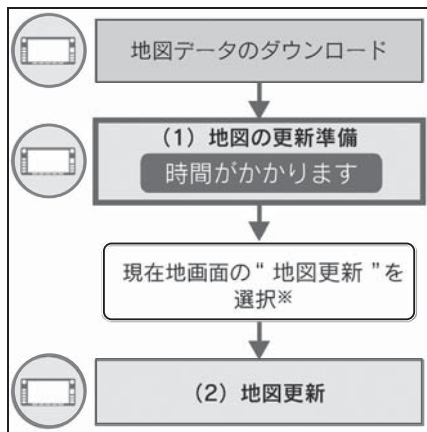 地図データのダウンロード
(1) 地図の更新準備
時間がかかります
現在地画面の“ 地図更新 ”を
選択※
(2) 地図更新